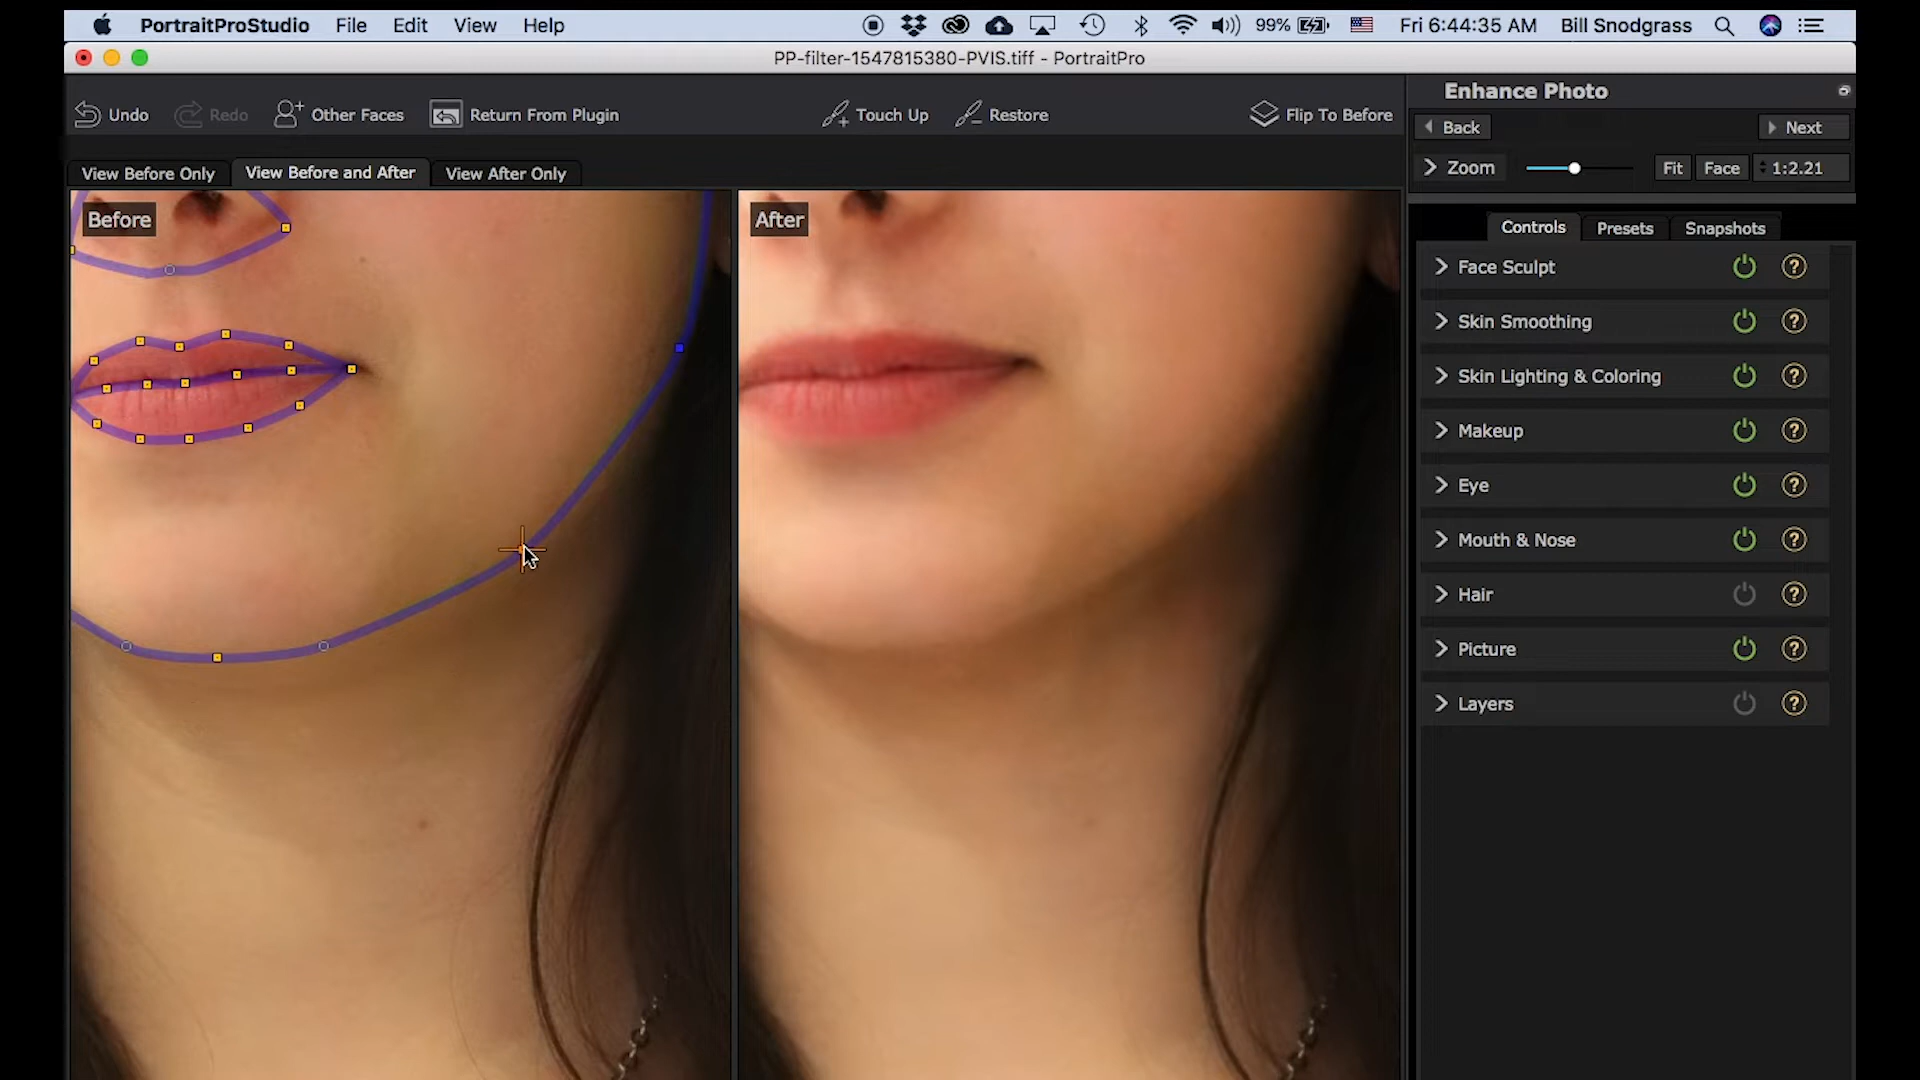 PortraitProStudio File Edit View Help 99% Fri 6:44:35 AM Bill Snodgrass
PP-filter-1547815380-PVIS.tiff - PortraitPro
Undo Redo Other Faces Return From Plugin Touch Up Restore Flip To Before
View Before Only View Before and After View After Only
Before
After
Enhance Photo
Back Next
Zoom Fit Face 1:2.21
Controls Presets Snapshots
Face Sculpt ?
Skin Smoothing ?
Skin Lighting & Coloring ?
Makeup ?
Eye ?
Mouth & Nose ?
Hair ?
Picture ?
Layers ?